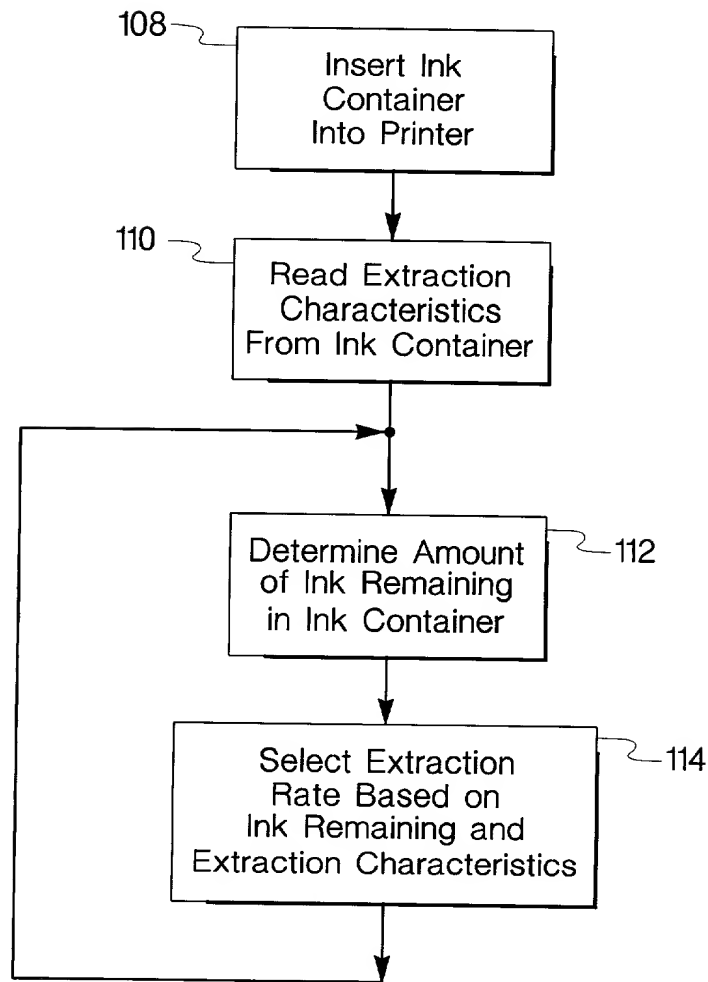 108
Insert Ink
Container
Into Printer
110
Read Extraction
Characteristics
From Ink Container
Determine Amount
of Ink Remaining
in Ink Container
112
Select Extraction
Rate Based on
Ink Remaining and
Extraction Characteristics
114